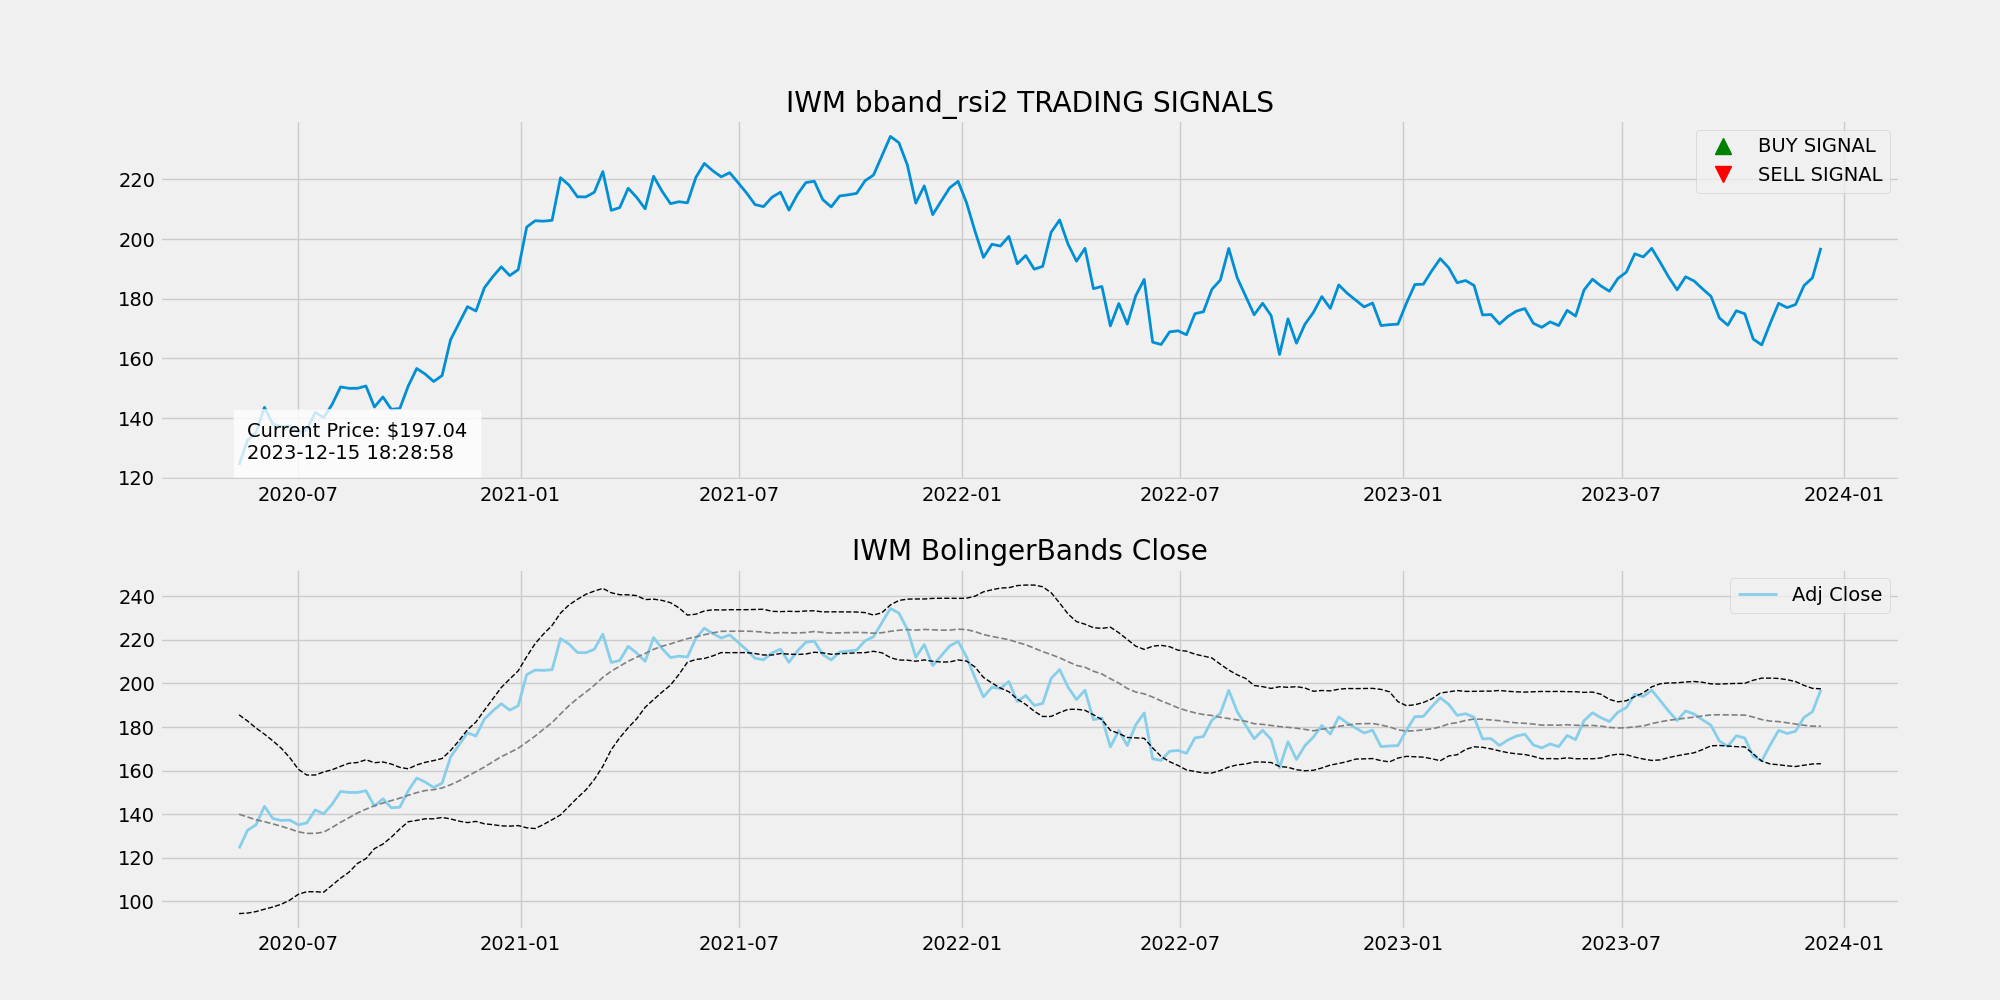 IWM bband_rsi2 TRADING SIGNALS
BUY SIGNAL
SELL SIGNAL
220
200
180
160
140
120
Current Price: $197.04
2023-12-15 18:28:58
2020-07 2021-01 2021-07 2022-01 2022-07 2023-01 2023-07 2024-01
IWM BolingerBands Close
Adj Close
240
220
200
180
160
140
120
100
2020-07 2021-01 2021-07 2022-01 2022-07 2023-01 2023-07 2024-01